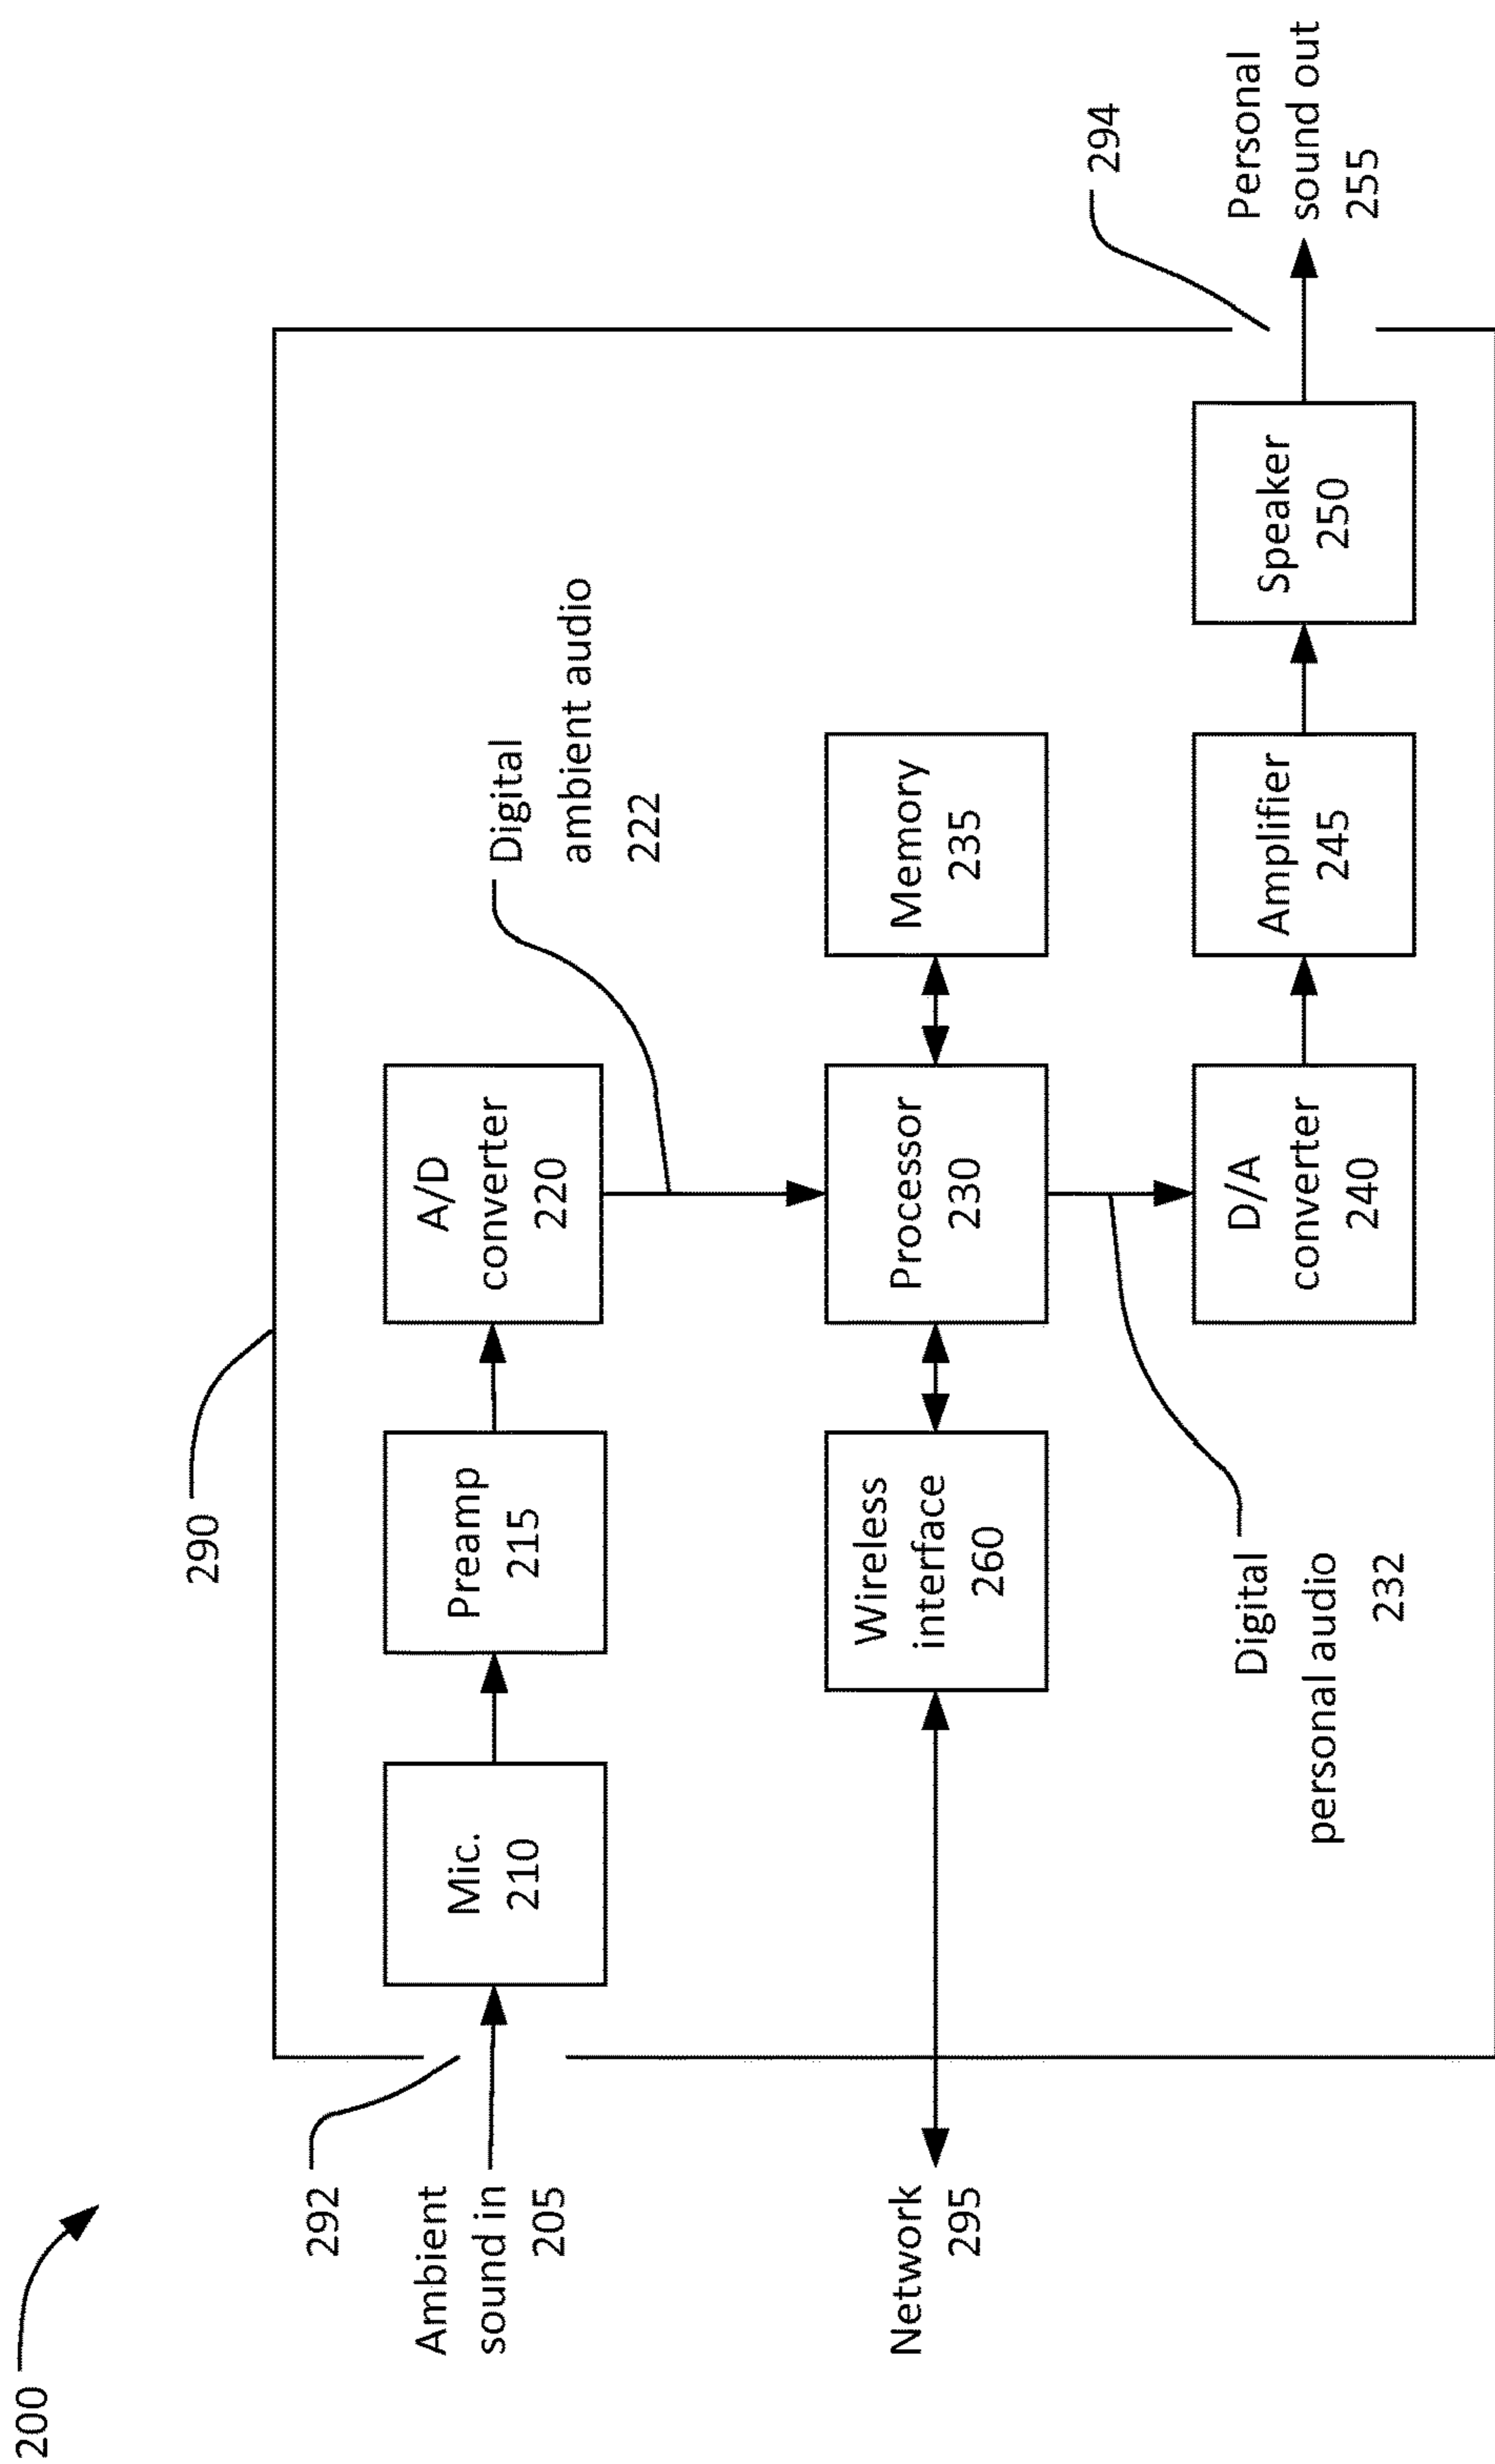 200
290
292
Ambient
sound in
205
Mic.
210
Preamp
215
A/D
converter
220
Digital
ambient audio
222
Network
295
Wireless
interface
260
Processor
230
Memory
235
Digital
personal audio
232
D/A
converter
240
Amplifier
245
Speaker
250
294
Personal
sound out
255